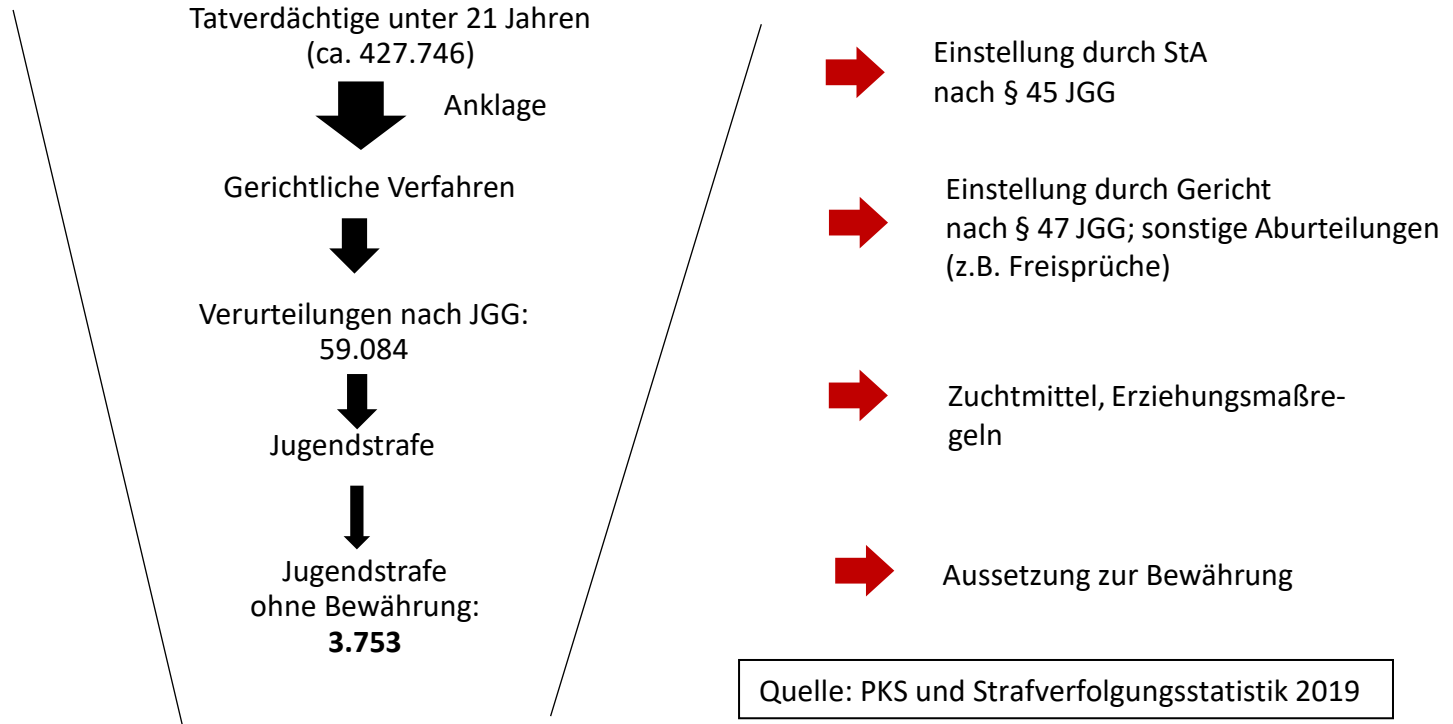 Tatverdächtige unter 21 Jahren
(ca. 427.746)
Anklage
Gerichtliche Verfahren
Verurteilungen nach JGG:
59.084
Jugendstrafe
Jugendstrafe
ohne Bewährung:
3.753
Einstellung durch StA
nach § 45 JGG
Einstellung durch Gericht
nach § 47 JGG; sonstige Aburteilungen
(z.B. Freisprüche)
Zuchtmittel, Erziehungsmaßre-
geln
Aussetzung zur Bewährung
Quelle: PKS und Strafverfolgungsstatistik 2019